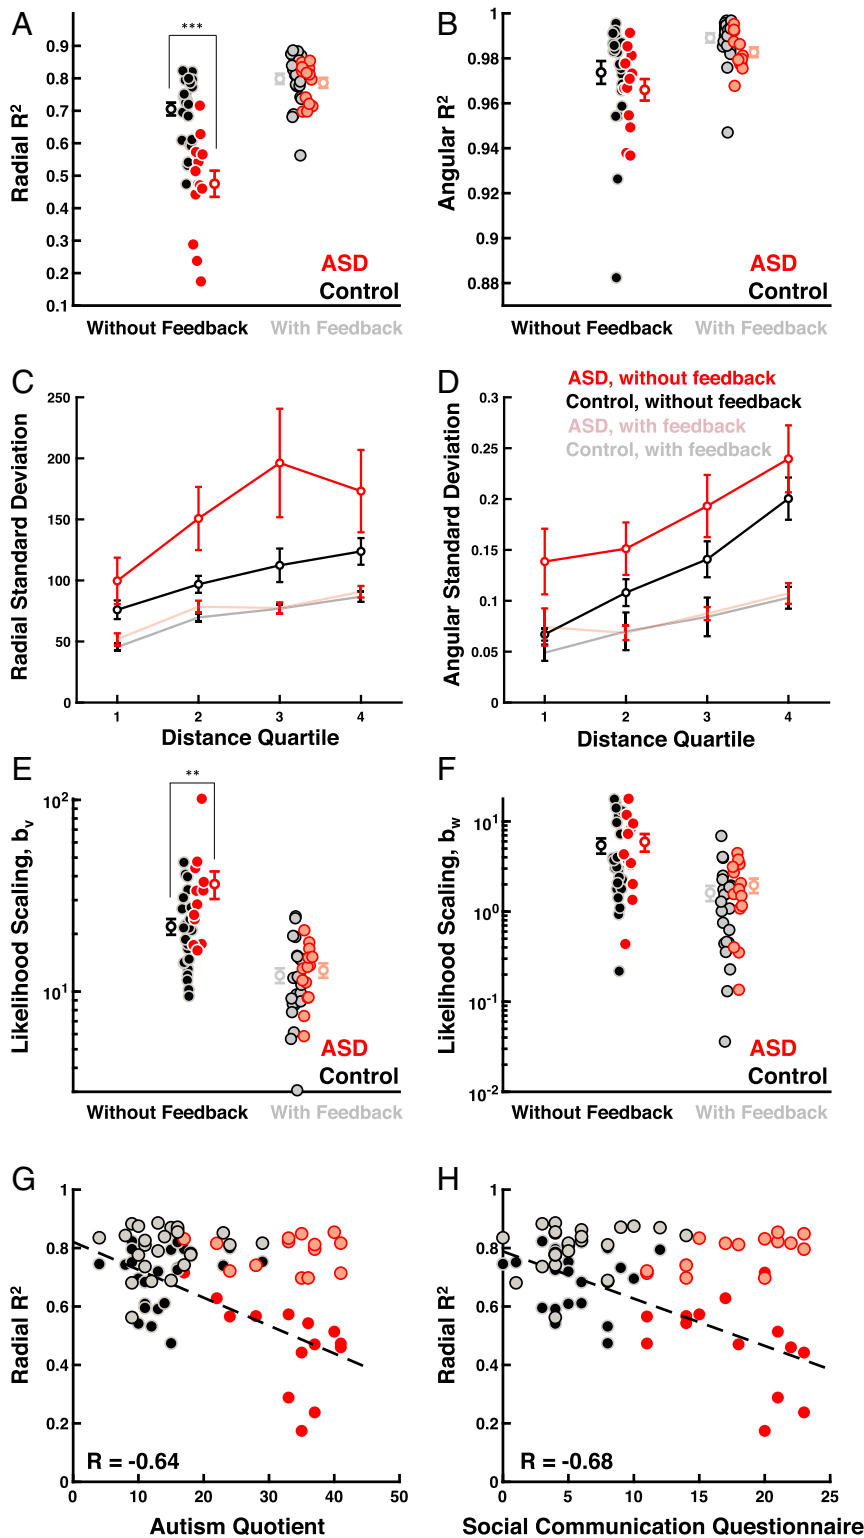 A
B
***
Radial R²
0.9
0.8
0.7
0.6
0.5
0.4
0.3
0.2
0.1
ASD
Control
Without Feedback
With Feedback
Angular R²
1
0.98
0.96
0.94
0.92
0.9
0.88
ASD
Control
Without Feedback
With Feedback
C
Radial Standard Deviation
250
200
150
100
50
0
1
2
3
4
Distance Quartile
D
ASD, without feedback
Control, without feedback
ASD, with feedback
Control, with feedback
Angular Standard Deviation
0.3
0.25
0.2
0.15
0.1
0.05
0
1
2
3
4
Distance Quartile
E
**
Likelihood Scaling, bv
10²
10¹
ASD
Control
Without Feedback
With Feedback
F
Likelihood Scaling, bw
10¹
10⁰
10⁻¹
10⁻²
ASD
Control
Without Feedback
With Feedback
G
Radial R²
1
0.8
0.6
0.4
0.2
0
R = -0.64
0
10
20
30
40
50
Autism Quotient
H
Radial R²
1
0.8
0.6
0.4
0.2
0
R = -0.68
0
5
10
15
20
25
Social Communication Questionnaire